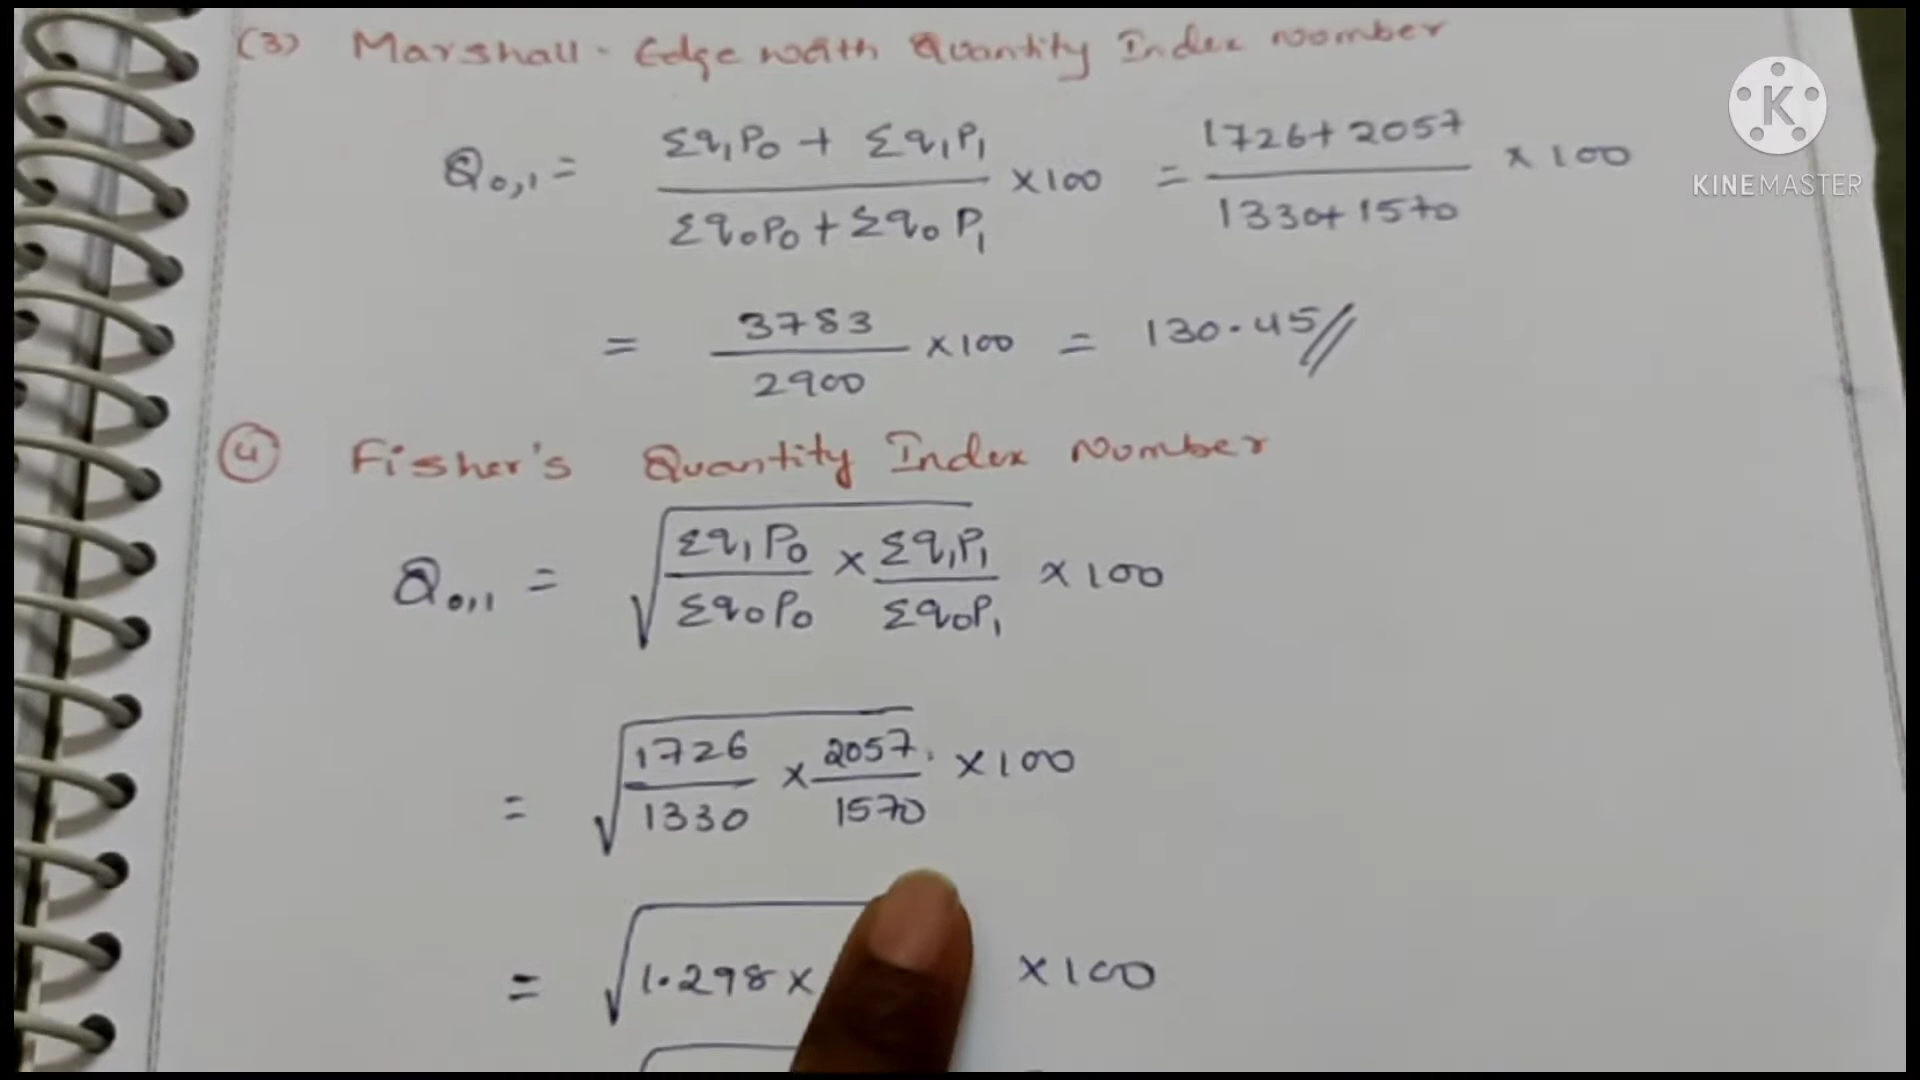 (3) Marshall - Edge worth Quantity Index number
Q₀,₁ = (Σq₁P₀ + Σq₁P₁) / (Σq₀P₀ + Σq₀P₁) × 100 = (1726 + 2057) / (1330 + 1570) × 100
= 3783 / 2900 × 100 = 130.45 //
(4) Fisher's Quantity Index Number
Q₀,₁ = √(Σq₁P₀ / Σq₀P₀ × Σq₁P₁ / Σq₀P₁) × 100
= √(1726 / 1330 × 2057 / 1570) × 100
= √1.298 × × 100
K
KINEMASTER